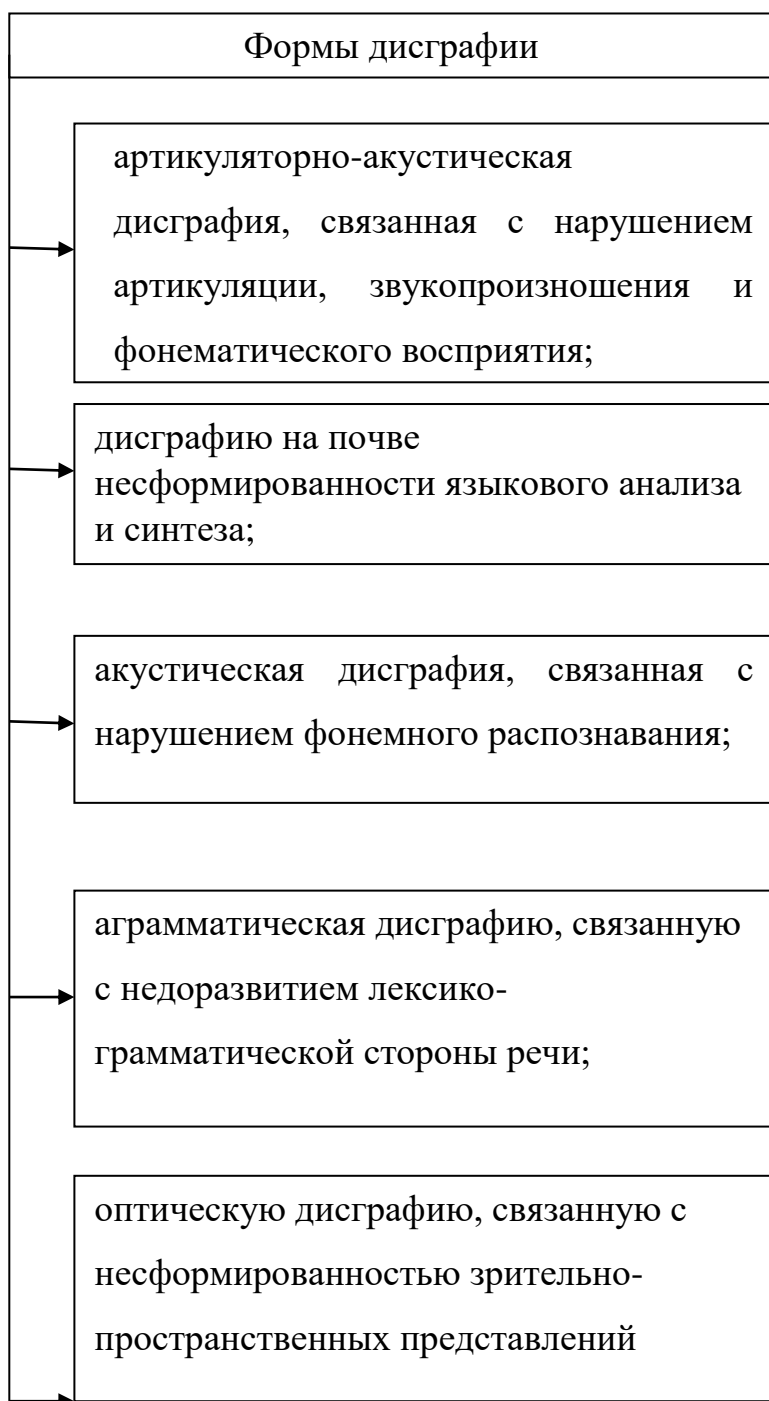 Формы дисграфии
артикуляторно-акустическая
дисграфия, связанная с нарушением
артикуляции, звукопроизношения и
фонематического восприятия;
дисграфию на почве
несформированности языкового анализа
и синтеза;
акустическая дисграфия, связанная с
нарушением фонемного распознавания;
аграмматическая дисграфию, связанную
с недоразвитием лексико-
грамматической стороны речи;
оптическую дисграфию, связанную с
несформированностью зрительно-
пространственных представлений